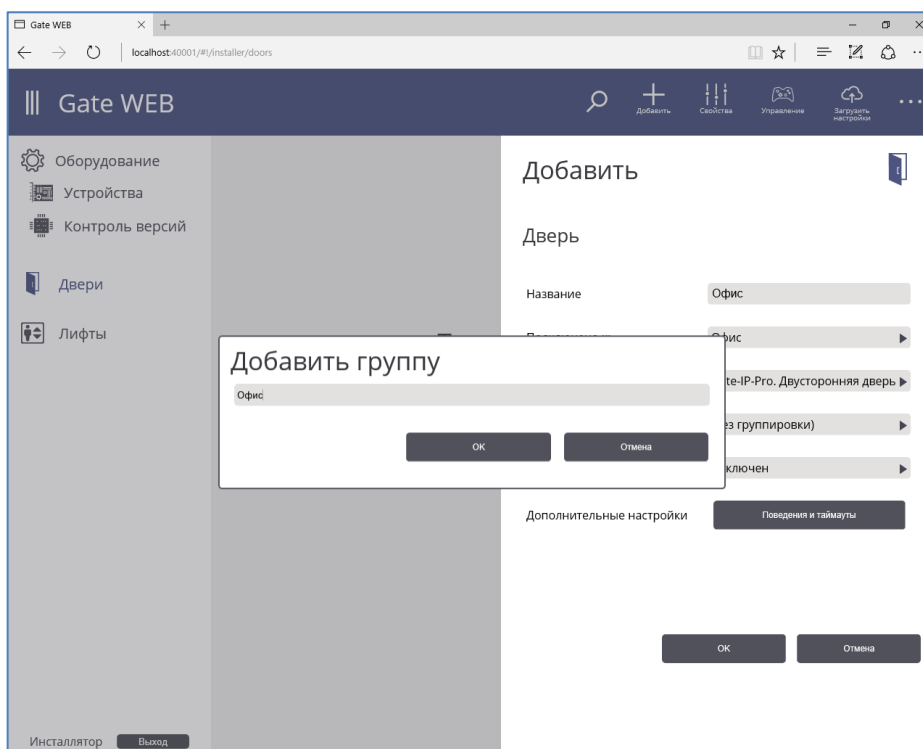 Gate WEB
localhost:40001/#!/installer/doors
Gate WEB
Добавить
Свойства
Управление
Загрузить
настройки
Оборудование
Устройства
Контроль версий
Двери
Лифты
Инсталлятор
Выход
Добавить
Дверь
Название
Офис
Офис
te-IP-Pro. Двусторонняя дверь
ез группировки)
ключен
Дополнительные настройки
Поведения и таймауты
OK
Отмена
Добавить группу
Офис
OK
Отмена